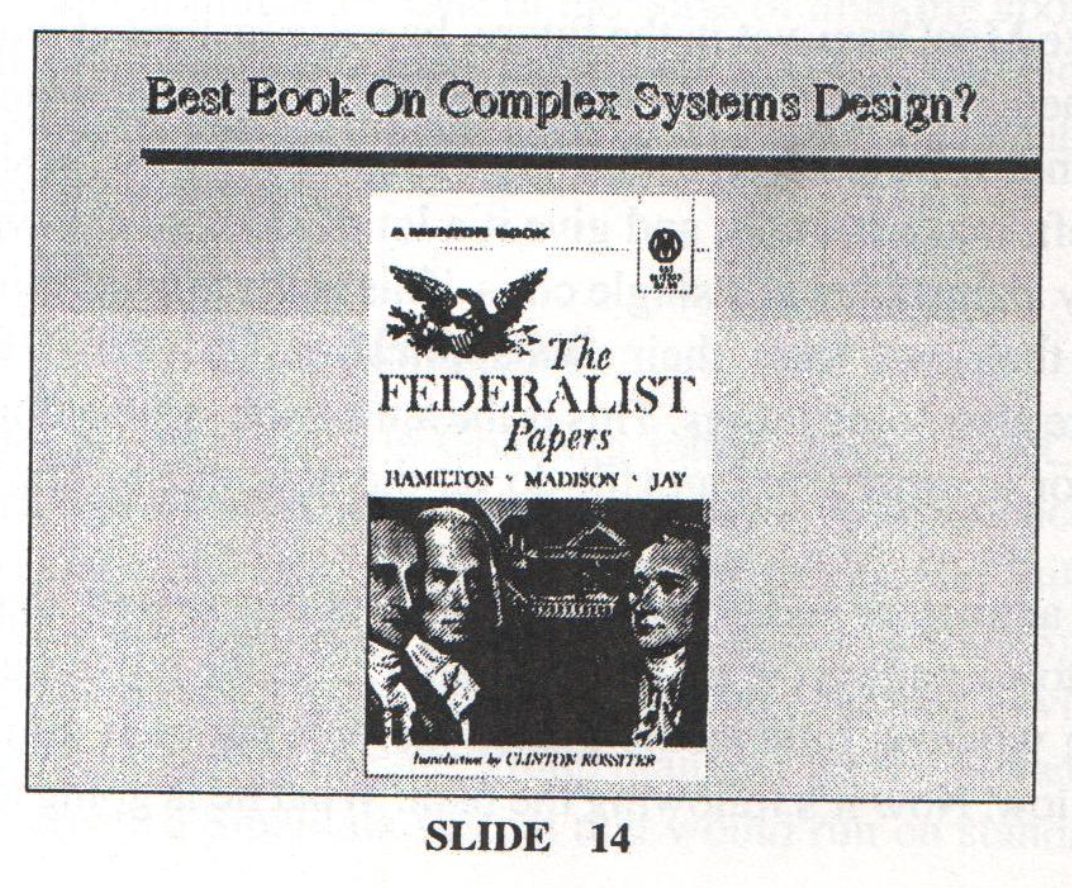 Best Book On Complex Systems Design?
A MENTOR BOOK
The
FEDERALIST
Papers
HAMILTON · MADISON · JAY
Introduction by CLINTON ROSSITER
SLIDE 14